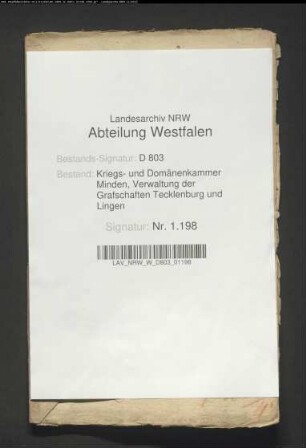 Landesarchiv NRW
Abteilung Westfalen
Bestands-Signatur: D 803
Bestand: Kriegs- und Domänenkammer
Minden, Verwaltung der
Grafschaften Tecklenburg und
Lingen
Signatur: Nr. 1.198
LAV_NRW_W_D803_01198